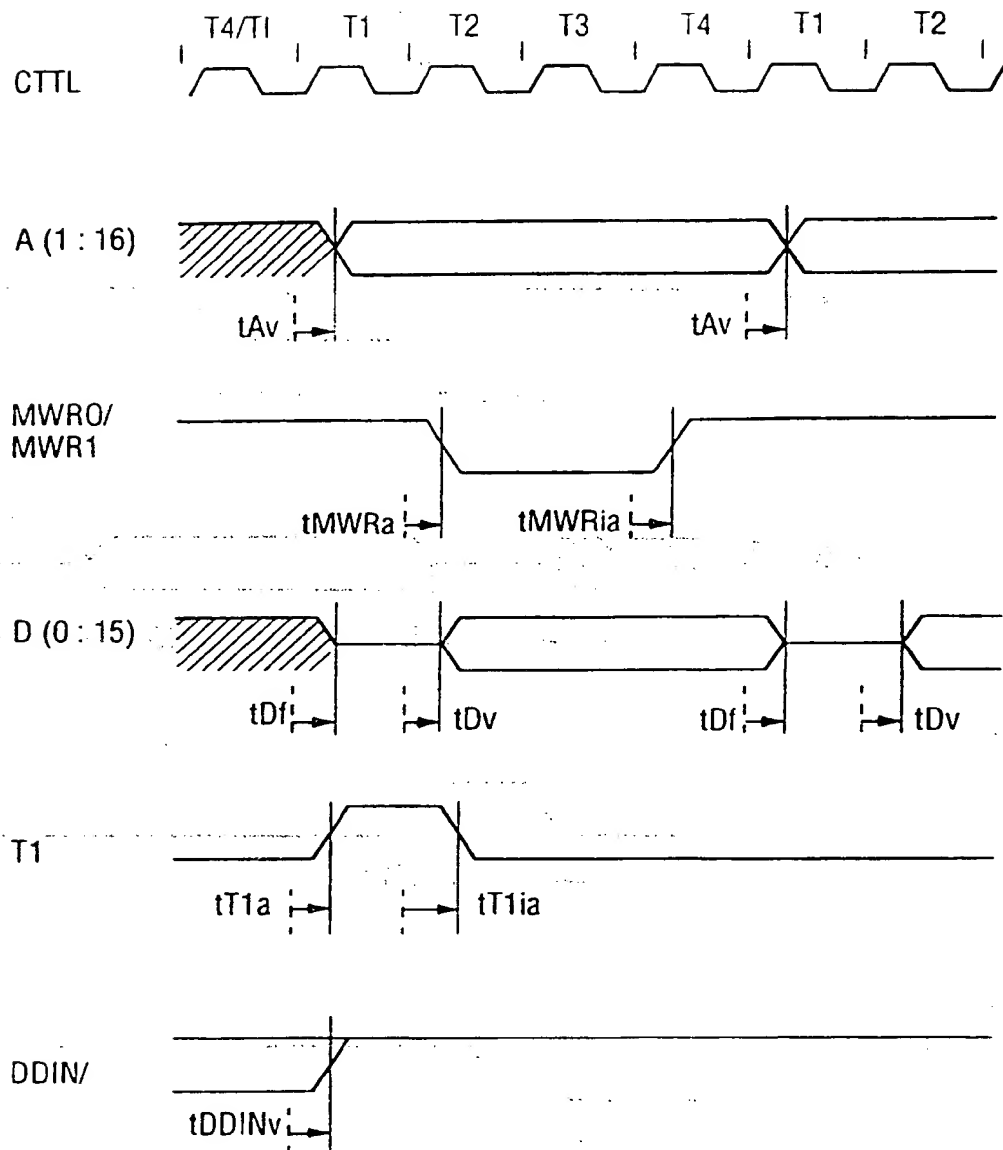 T4/TI T1 T2 T3 T4 T1 T2
CTTL
A (1 : 16)
tAv tAv
MWR0/
MWR1
tMWRa tMWRia
D (0 : 15)
tDf tDv tDf tDv
T1
tT1a tT1ia
DDIN/
tDDINv